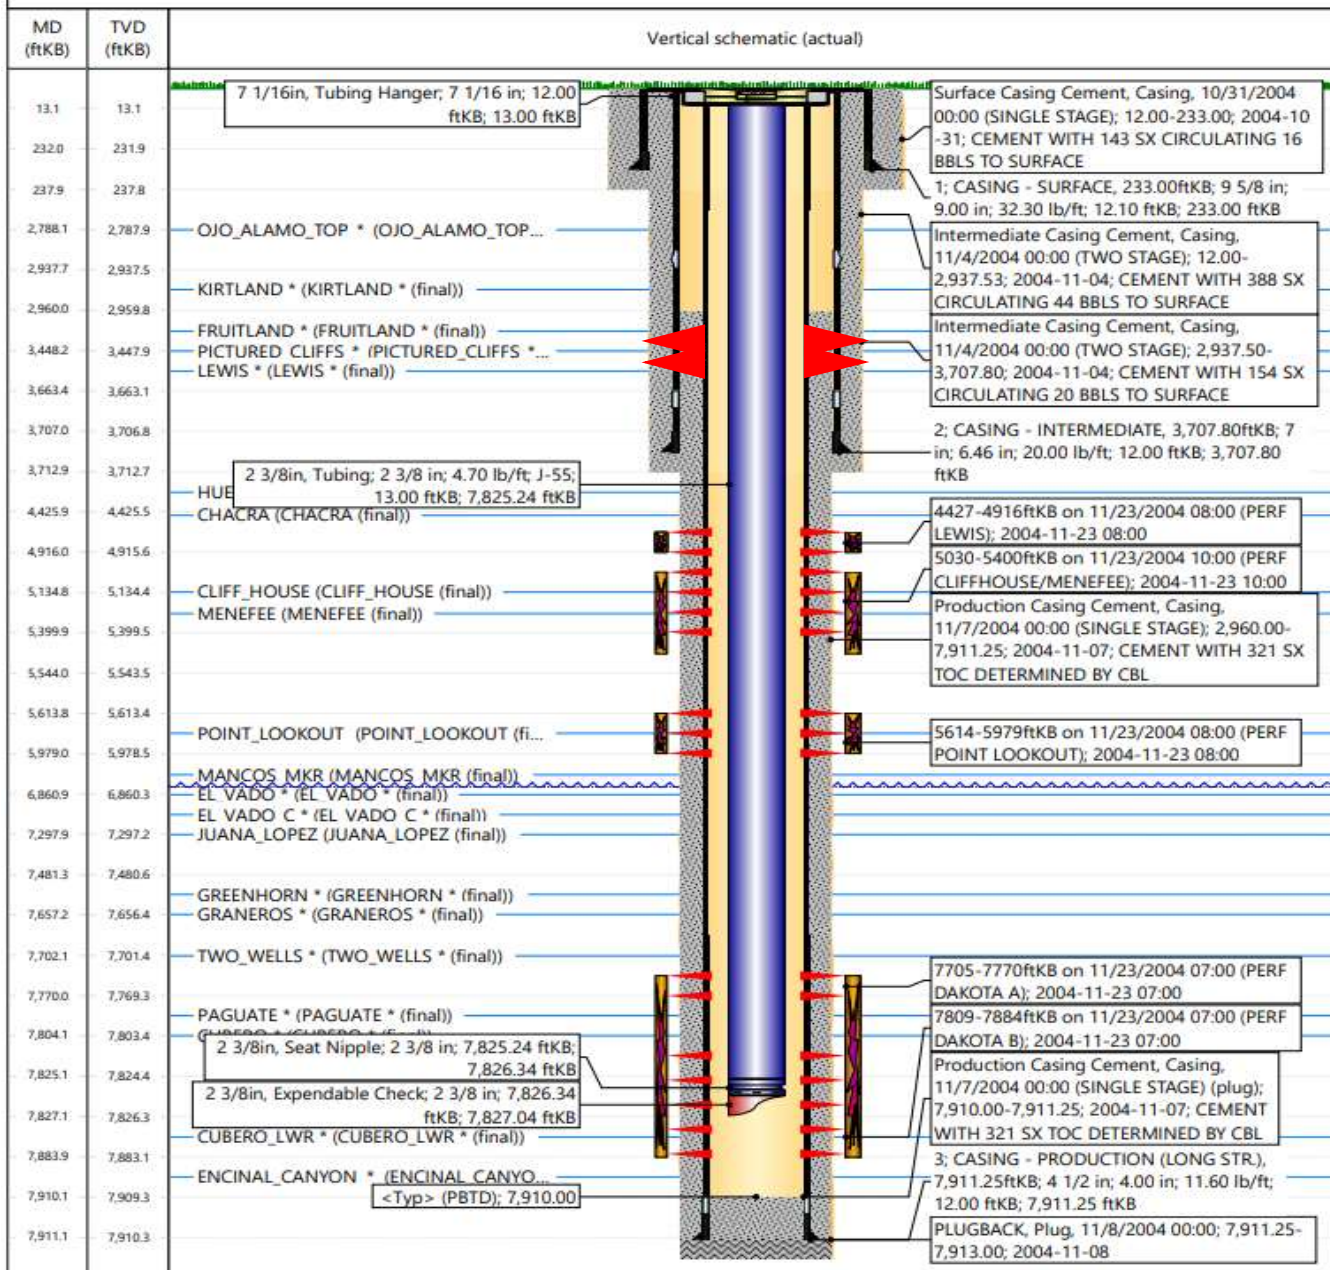 MD
(ftKB)
TVD
(ftKB)
Vertical schematic (actual)
13.1
232.0
237.9
2,788.1
2,937.7
2,960.0
3,448.2
3,663.4
3,707.0
3,712.9
4,425.9
4,916.0
5,134.8
5,399.9
5,544.0
5,613.8
5,979.0
6,860.9
7,297.9
7,481.3
7,657.2
7,702.1
7,770.0
7,804.1
7,825.1
7,827.1
7,883.9
7,910.1
7,911.1
13.1
231.9
237.8
2,787.9
2,937.5
2,959.8
3,447.9
3,663.1
3,706.8
3,712.7
4,425.5
4,915.6
5,134.4
5,399.5
5,543.5
5,613.4
5,978.5
6,860.3
7,297.2
7,480.6
7,656.4
7,701.4
7,769.3
7,803.4
7,824.4
7,826.3
7,883.1
7,909.3
7,910.3
7 1/16in, Tubing Hanger; 7 1/16 in; 12.00
ftKB; 13.00 ftKB
OJO_ALAMO_TOP * (OJO_ALAMO_TOP...
KIRTLAND * (KIRTLAND * (final))
FRUITLAND * (FRUITLAND * (final))
PICTURED_CLIFFS * (PICTURED_CLIFFS *...
LEWIS * (LEWIS * (final))
2 3/8in, Tubing; 2 3/8 in; 4.70 lb/ft; J-55;
13.00 ftKB; 7,825.24 ftKB
HUE
CHACRA (CHACRA (final))
CLIFF_HOUSE (CLIFF_HOUSE (final))
MENEFEE (MENEFEE (final))
POINT_LOOKOUT (POINT_LOOKOUT (fi...
MANCOS_MKR (MANCOS_MKR (final))
EL_VADO * (EL_VADO * (final))
EL_VADO_C * (EL_VADO_C * (final))
JUANA_LOPEZ (JUANA_LOPEZ (final))
GREENHORN * (GREENHORN * (final))
GRANEROS * (GRANEROS * (final))
TWO_WELLS * (TWO_WELLS * (final))
PAGUATE * (PAGUATE * (final))
CUBERO * (CUBERO * (final))
2 3/8in, Seat Nipple; 2 3/8 in; 7,825.24 ftKB;
7,826.34 ftKB
2 3/8in, Expendable Check; 2 3/8 in; 7,826.34
ftKB; 7,827.04 ftKB
CUBERO_LWR * (CUBERO_LWR * (final))
ENCINAL_CANYON * (ENCINAL_CANYO...
<Typ> (PBTD); 7,910.00
Surface Casing Cement, Casing, 10/31/2004
00:00 (SINGLE STAGE); 12.00-233.00; 2004-10
-31; CEMENT WITH 143 SX CIRCULATING 16
BBLS TO SURFACE
1; CASING - SURFACE, 233.00ftKB; 9 5/8 in;
9.00 in; 32.30 lb/ft; 12.10 ftKB; 233.00 ftKB
Intermediate Casing Cement, Casing,
11/4/2004 00:00 (TWO STAGE); 12.00-
2,937.53; 2004-11-04; CEMENT WITH 388 SX
CIRCULATING 44 BBLS TO SURFACE
Intermediate Casing Cement, Casing,
11/4/2004 00:00 (TWO STAGE); 2,937.50-
3,707.80; 2004-11-04; CEMENT WITH 154 SX
CIRCULATING 20 BBLS TO SURFACE
2; CASING - INTERMEDIATE, 3,707.80ftKB; 7
in; 6.46 in; 20.00 lb/ft; 12.00 ftKB; 3,707.80
ftKB
4427-4916ftKB on 11/23/2004 08:00 (PERF
LEWIS); 2004-11-23 08:00
5030-5400ftKB on 11/23/2004 10:00 (PERF
CLIFFHOUSE/MENEFEE); 2004-11-23 10:00
Production Casing Cement, Casing,
11/7/2004 00:00 (SINGLE STAGE); 2,960.00-
7,911.25; 2004-11-07; CEMENT WITH 321 SX
TOC DETERMINED BY CBL
5614-5979ftKB on 11/23/2004 08:00 (PERF
POINT LOOKOUT); 2004-11-23 08:00
7705-7770ftKB on 11/23/2004 07:00 (PERF
DAKOTA A); 2004-11-23 07:00
7809-7884ftKB on 11/23/2004 07:00 (PERF
DAKOTA B); 2004-11-23 07:00
Production Casing Cement, Casing,
11/7/2004 00:00 (SINGLE STAGE) (plug);
7,910.00-7,911.25; 2004-11-07; CEMENT
WITH 321 SX TOC DETERMINED BY CBL
3; CASING - PRODUCTION (LONG STR.),
7,911.25ftKB; 4 1/2 in; 4.00 in; 11.60 lb/ft;
12.00 ftKB; 7,911.25 ftKB
PLUGBACK, Plug, 11/8/2004 00:00; 7,911.25-
7,913.00; 2004-11-08